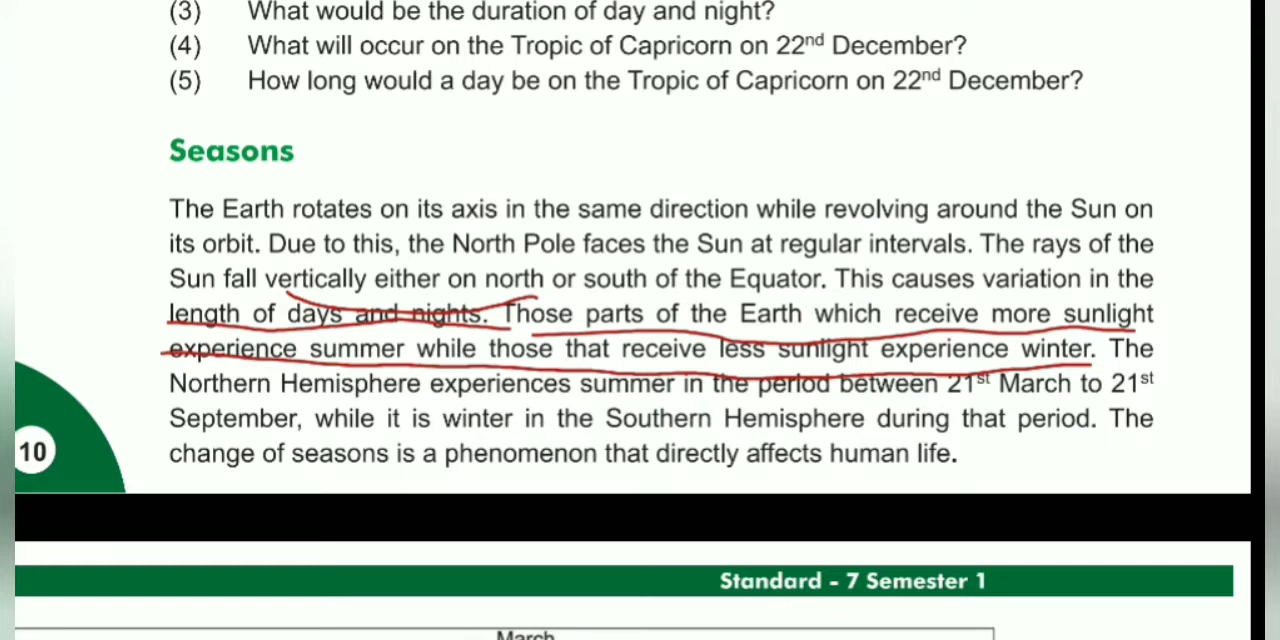 (3) What would be the duration of day and night?
(4) What will occur on the Tropic of Capricorn on 22nd December?
(5) How long would a day be on the Tropic of Capricorn on 22nd December?
Seasons
The Earth rotates on its axis in the same direction while revolving around the Sun on
its orbit. Due to this, the North Pole faces the Sun at regular intervals. The rays of the
Sun fall vertically either on north or south of the Equator. This causes variation in the
length of days and nights. Those parts of the Earth which receive more sunlight
experience summer while those that receive less sunlight experience winter. The
Northern Hemisphere experiences summer in the period between 21st March to 21st
September, while it is winter in the Southern Hemisphere during that period. The
change of seasons is a phenomenon that directly affects human life.
10
Standard - 7 Semester 1
March